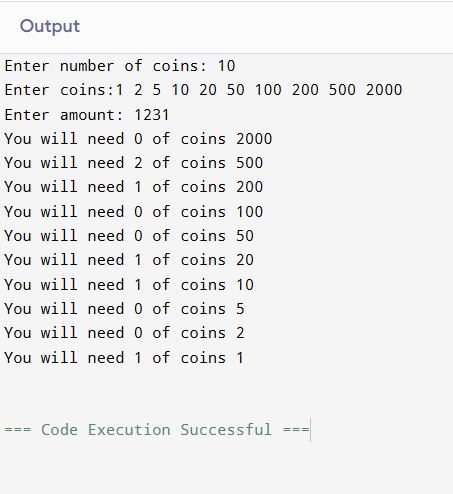 Output
Enter number of coins: 10
Enter coins:1 2 5 10 20 50 100 200 500 2000
Enter amount: 1231
You will need 0 of coins 2000
You will need 2 of coins 500
You will need 1 of coins 200
You will need 0 of coins 100
You will need 0 of coins 50
You will need 1 of coins 20
You will need 1 of coins 10
You will need 0 of coins 5
You will need 0 of coins 2
You will need 1 of coins 1
=== Code Execution Successful ===